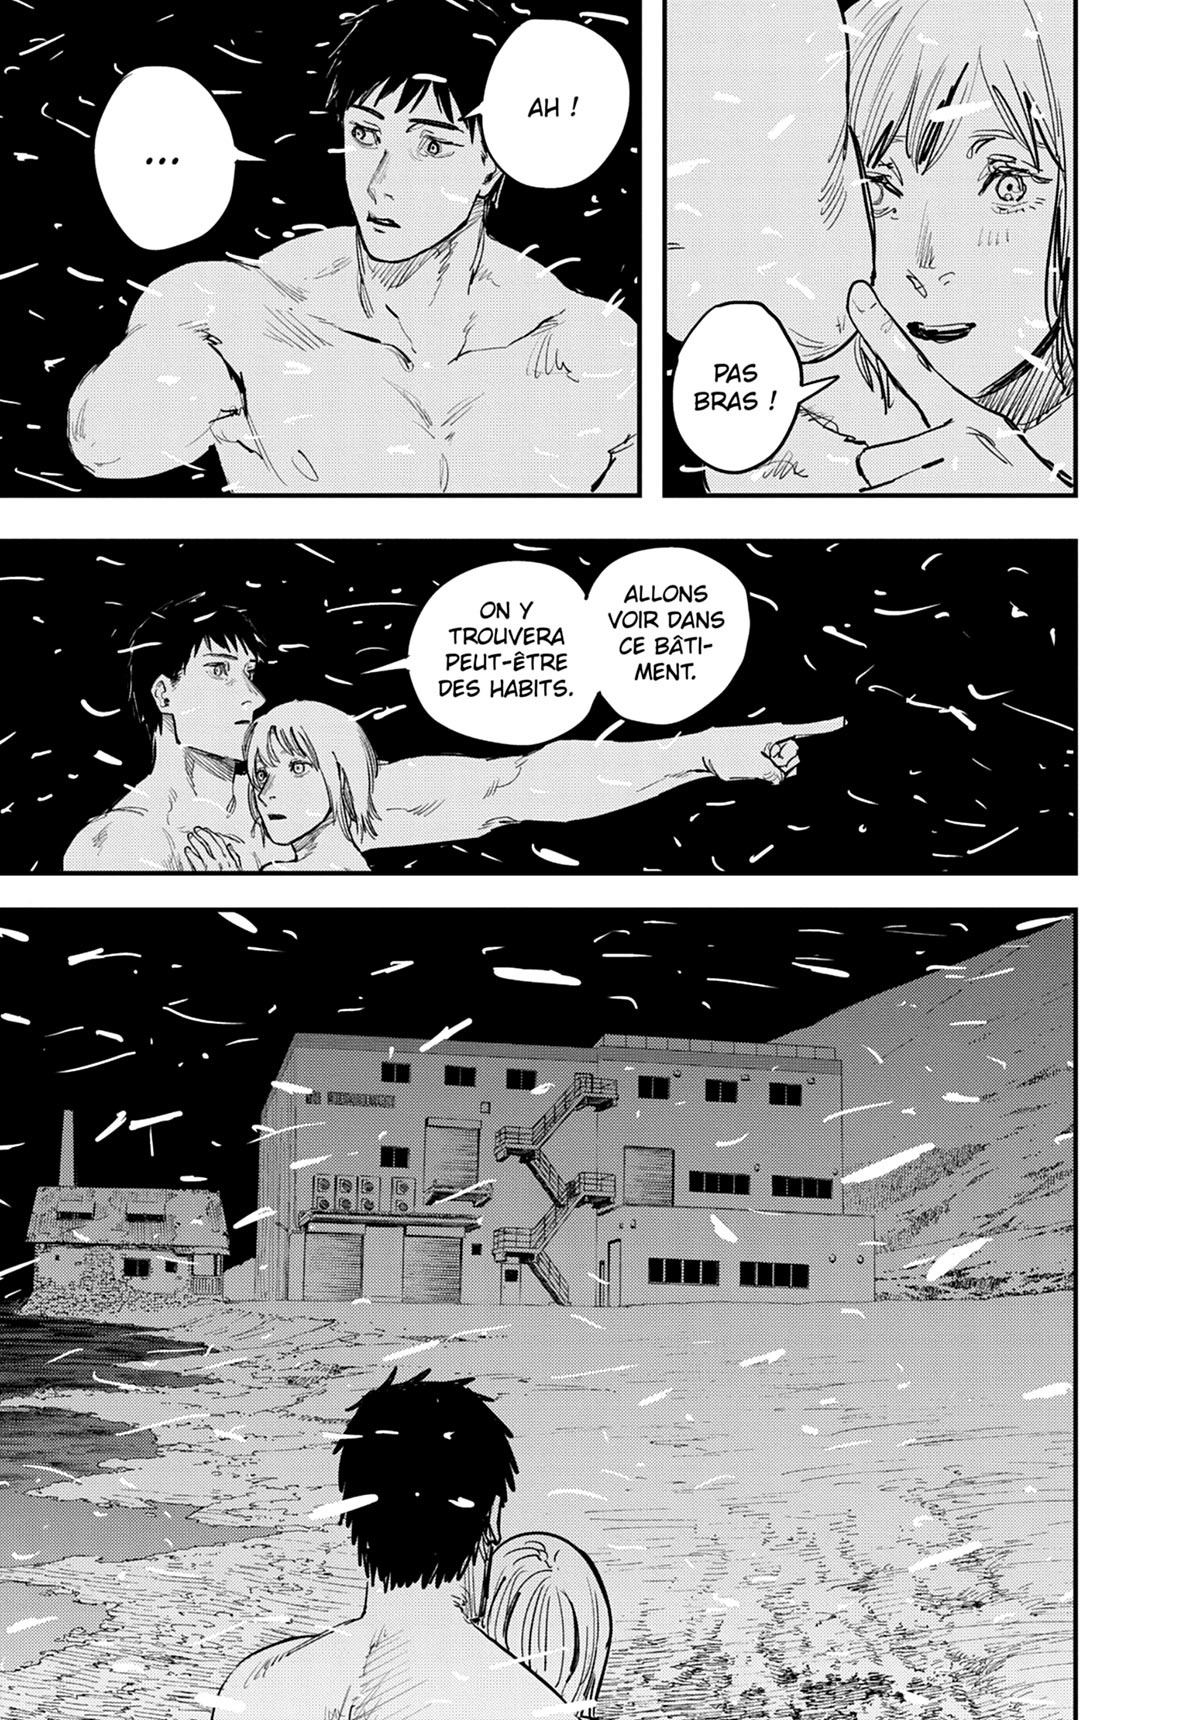 PAS
BRAS !
AH !
...
ALLONS
VOIR DANS
CE BÂTI-
MENT.
ON Y
TROUVERA
PEUT-ÊTRE
DES HABITS.